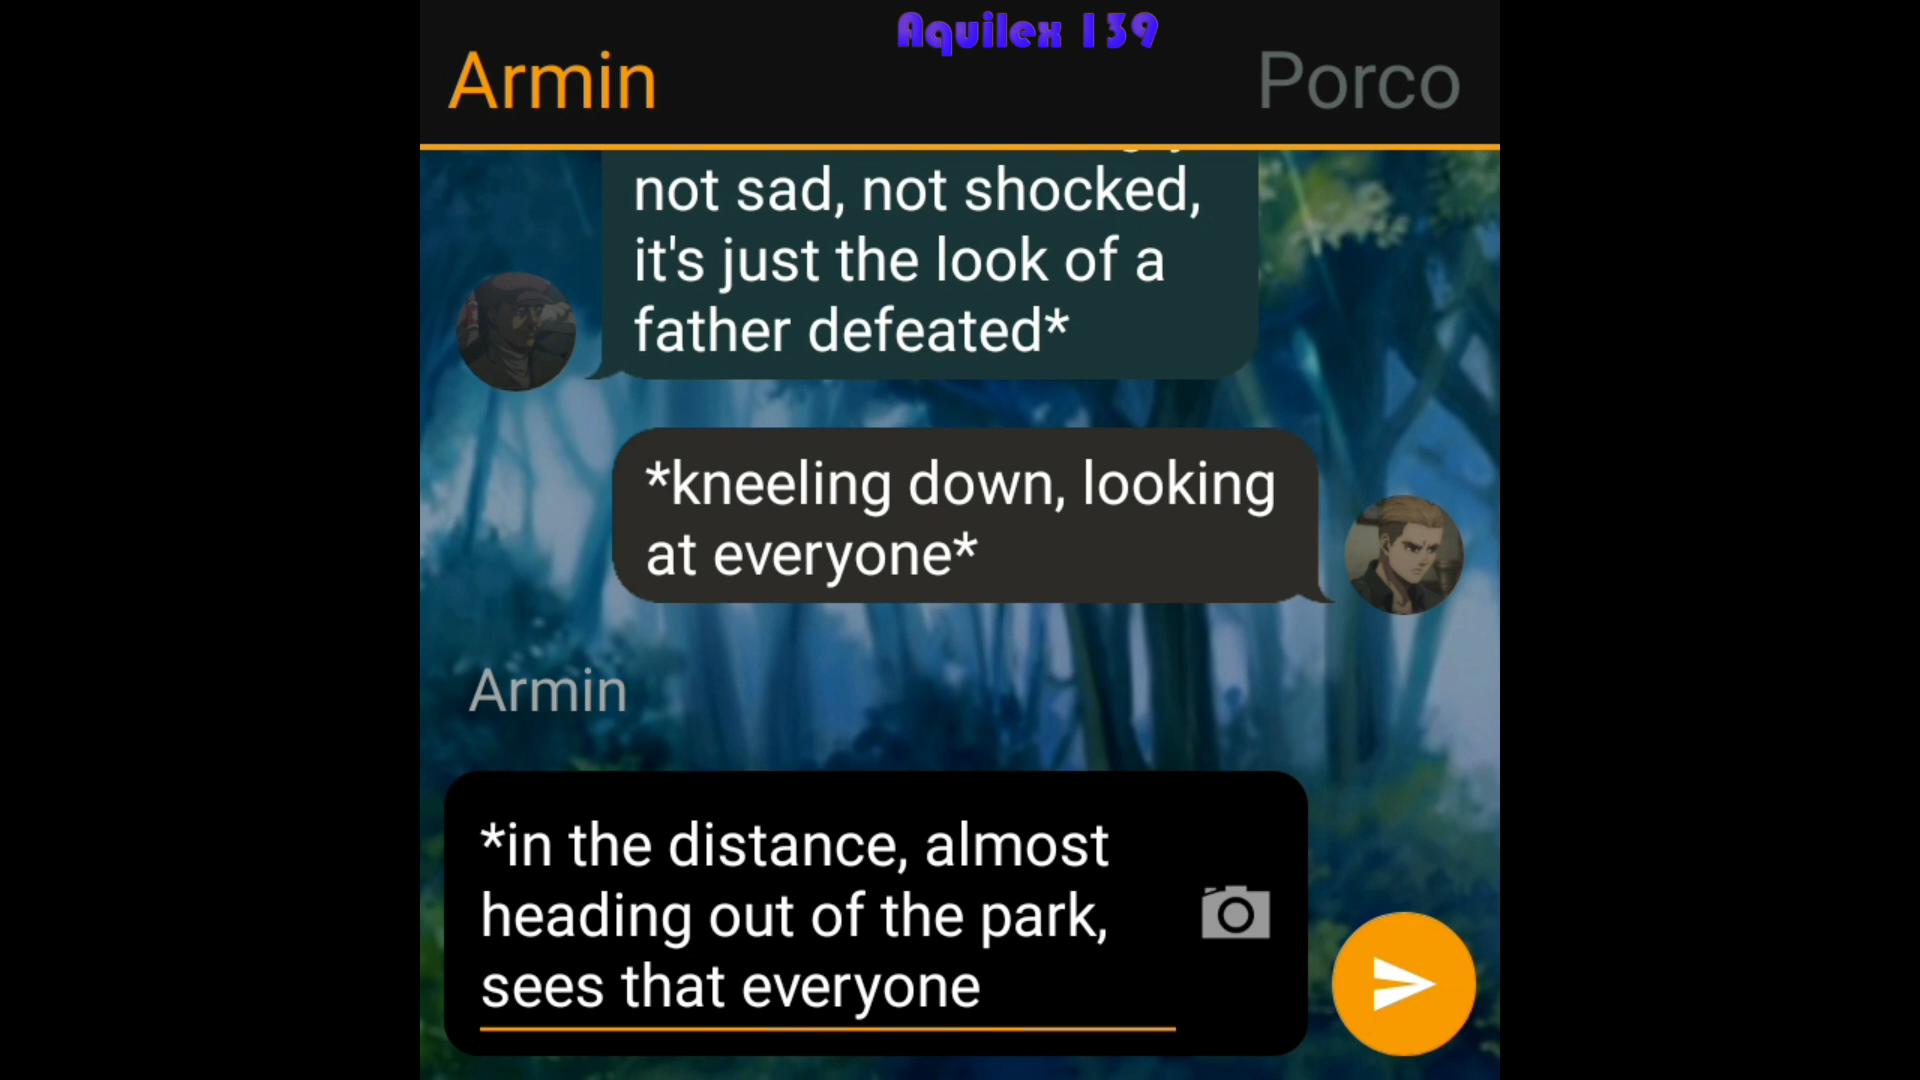 Aquilex 139
Armin
Porco
not sad, not shocked,
it's just the look of a
father defeated*
*kneeling down, looking
at everyone*
Armin
*in the distance, almost
heading out of the park,
sees that everyone